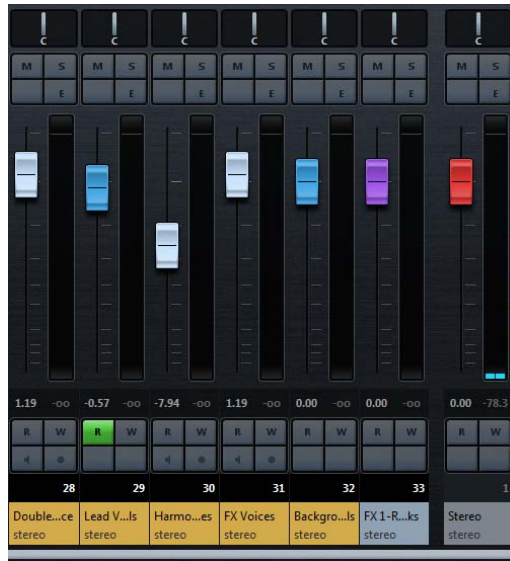 C C C C C C C
M S M S M S M S M S M S M S
E E E E E E E
1.19 -oo -0.57 -oo -7.94 -oo 1.19 -oo 0.00 -oo 0.00 -oo 0.00 -78.3
R W R W R W R W R W R W R W
28 29 30 31 32 33 1
Double...ce Lead V...ls Harmo...es FX Voices Backgro...ls FX 1-R...ks Stereo
stereo stereo stereo stereo stereo stereo stereo